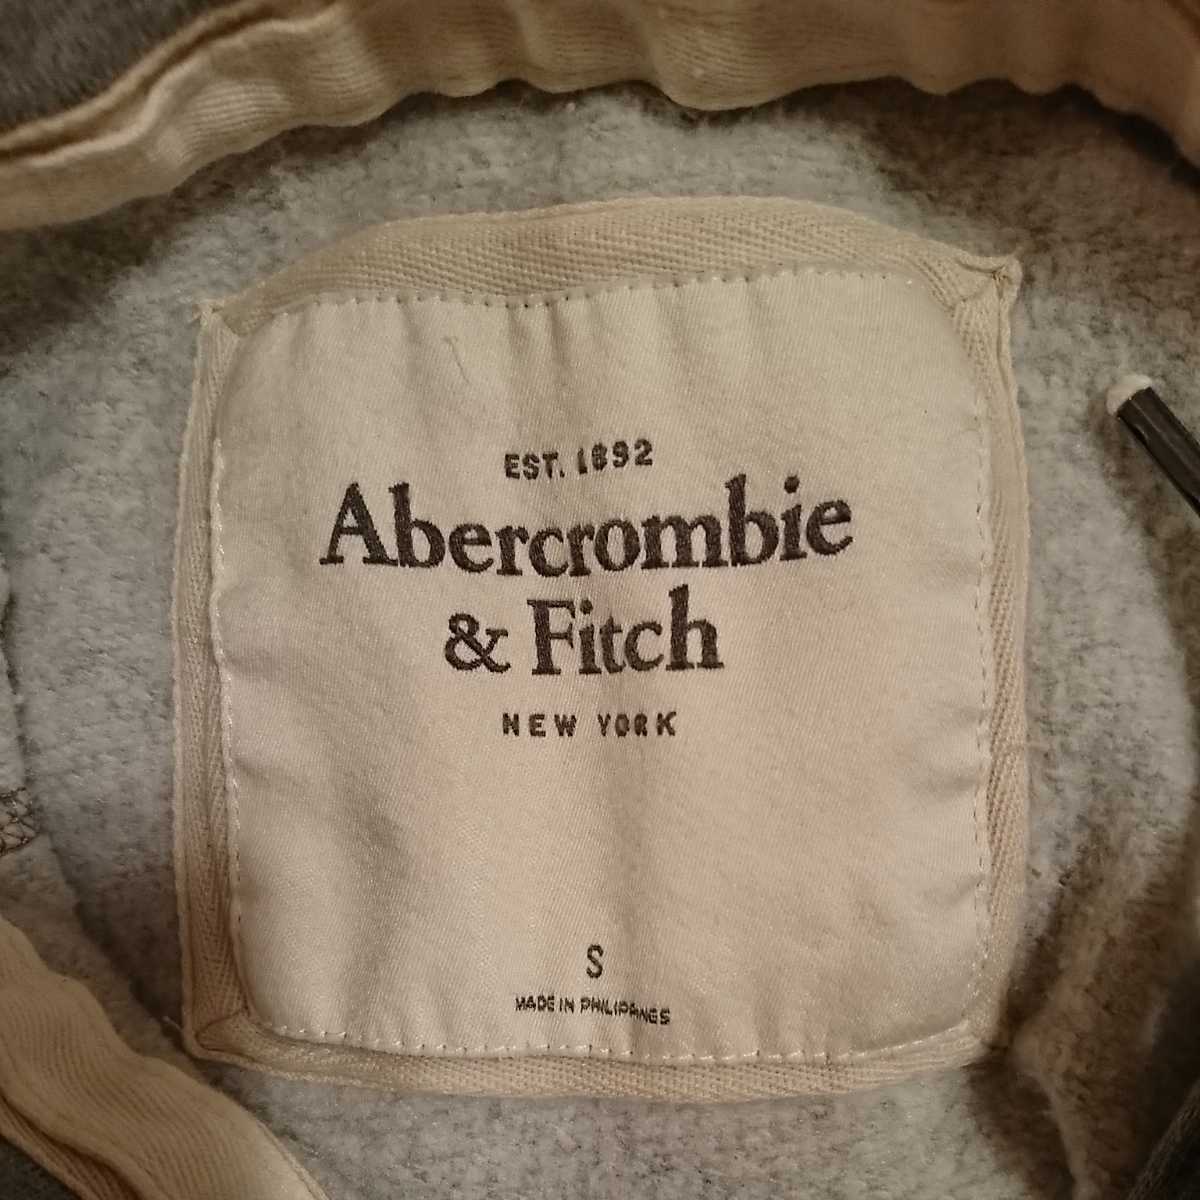 EST. 1892
Abercrombie
& Fitch
NEW YORK
S
MADE IN PHILIPPINES